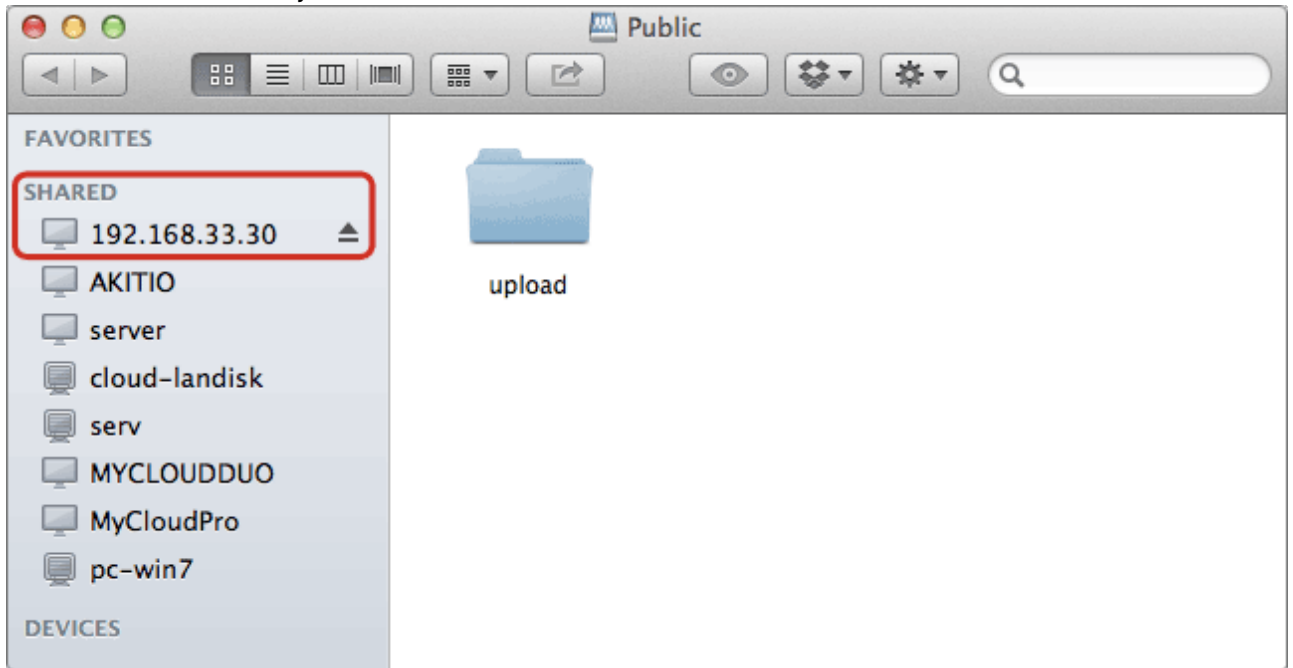 Public
FAVORITES
SHARED
192.168.33.30
AKITIO
server
cloud-landisk
serv
MYCLOUDDUO
MyCloudPro
pc-win7
DEVICES
upload